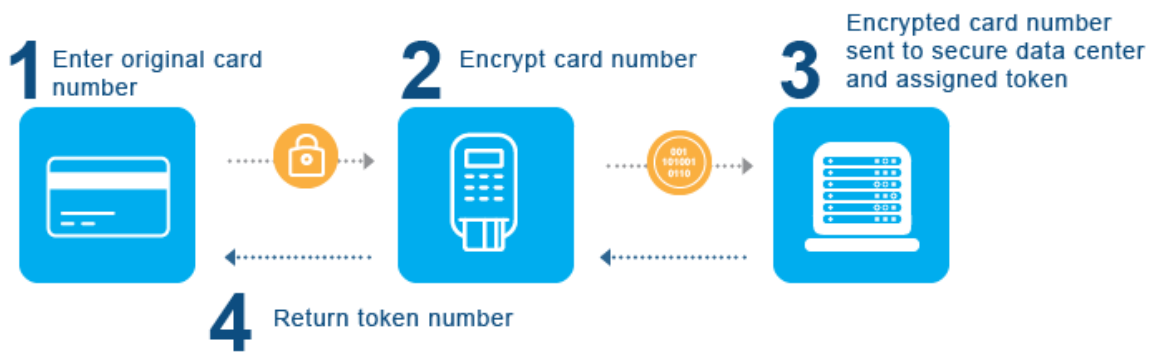 1 Enter original card
number
2 Encrypt card number
3 Encrypted card number
sent to secure data center
and assigned token
001
101001
0110
4 Return token number